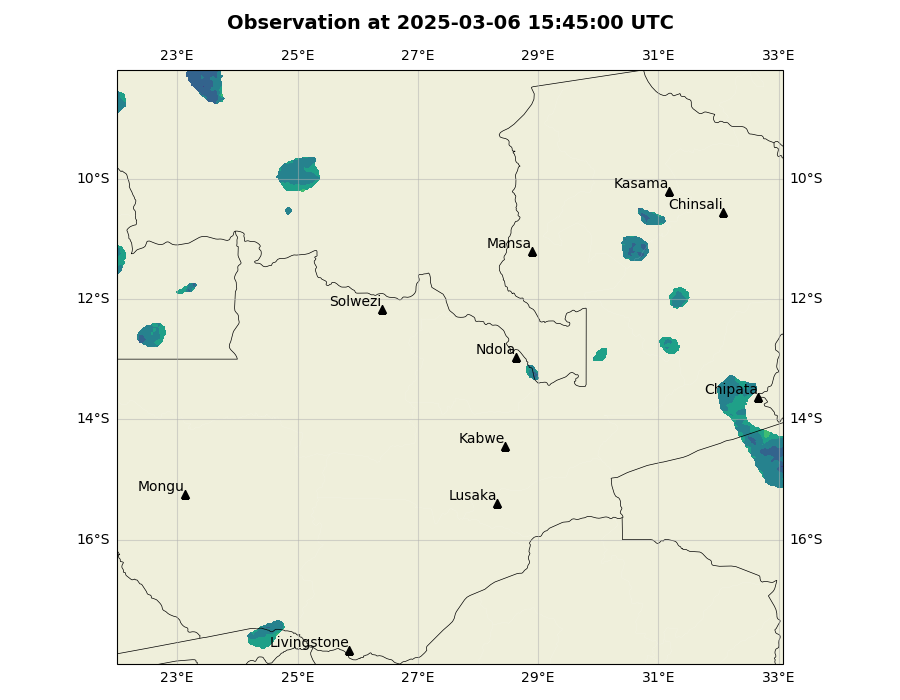 Observation at 2025-03-06 15:45:00 UTC
23°E 25°E 27°E 29°E 31°E 33°E
10°S 10°S
Kasama
Chinsali
Mansa
12°S 12°S
Solwezi
Ndola
Chipata
14°S 14°S
Kabwe
Mongu
Lusaka
16°S 16°S
Livingstone
23°E 25°E 27°E 29°E 31°E 33°E